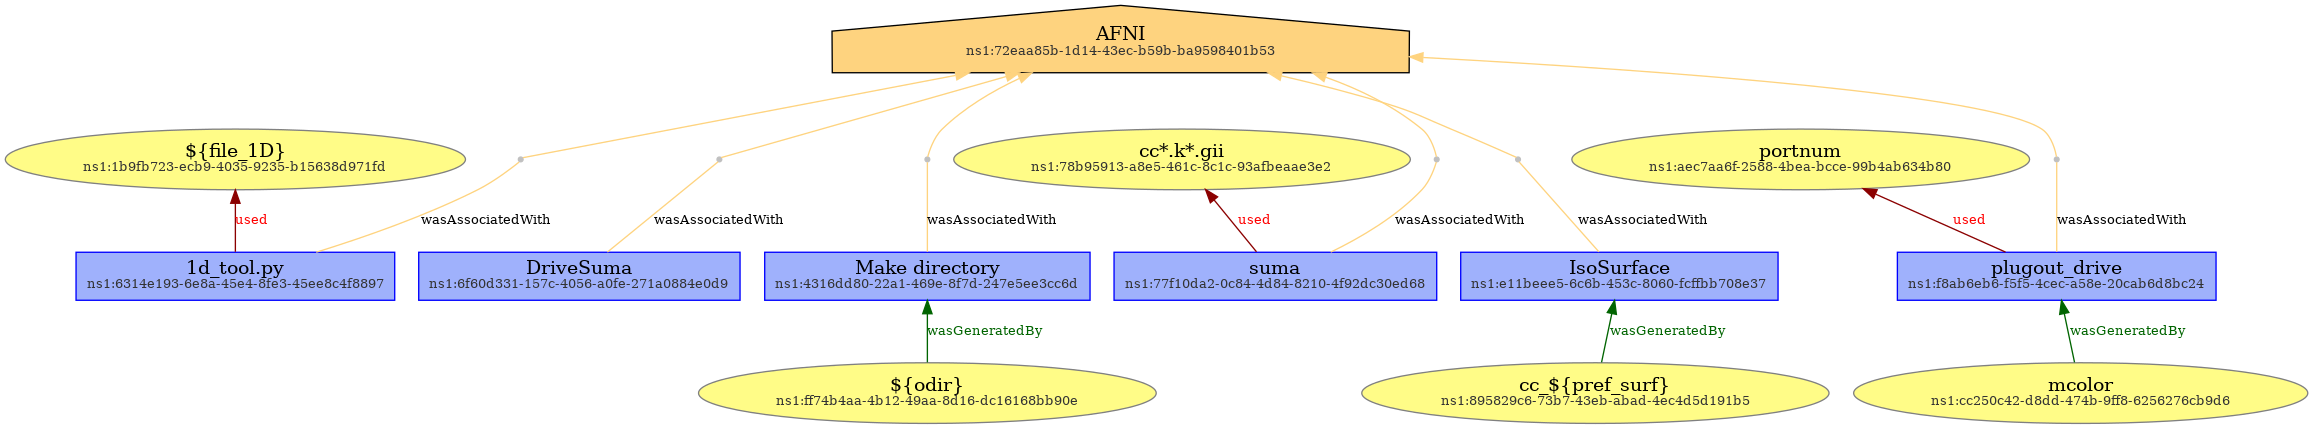 AFNI
ns1:72eaa85b-1d14-43ec-b59b-ba9598401b53
${file_1D}
ns1:1b9fb723-ecb9-4035-9235-b15638d971fd
cc*.k*.gii
ns1:78b95913-a8e5-461c-8c1c-93afbeaae3e2
portnum
ns1:aec7aa6f-2588-4bea-bcce-99b4ab634b80
used
wasAssociatedWith
wasAssociatedWith
wasAssociatedWith
used
wasAssociatedWith
wasAssociatedWith
used
wasAssociatedWith
1d_tool.py
ns1:6314e193-6e8a-45e4-8fe3-45ee8c4f8897
DriveSuma
ns1:6f60d331-157c-4056-a0fe-271a0884e0d9
Make directory
ns1:4316dd80-22a1-469e-8f7d-247e5ee3cc6d
suma
ns1:77f10da2-0c84-4d84-8210-4f92dc30ed68
IsoSurface
ns1:e11beee5-6c6b-453c-8060-fcffbb708e37
plugout_drive
ns1:f8ab6eb6-f5f5-4cec-a58e-20cab6d8bc24
wasGeneratedBy
wasGeneratedBy
wasGeneratedBy
${odir}
ns1:ff74b4aa-4b12-49aa-8d16-dc16168bb90e
cc_${pref_surf}
ns1:895829c6-73b7-43eb-abad-4ec4d5d191b5
mcolor
ns1:cc250c42-d8dd-474b-9ff8-6256276cb9d6